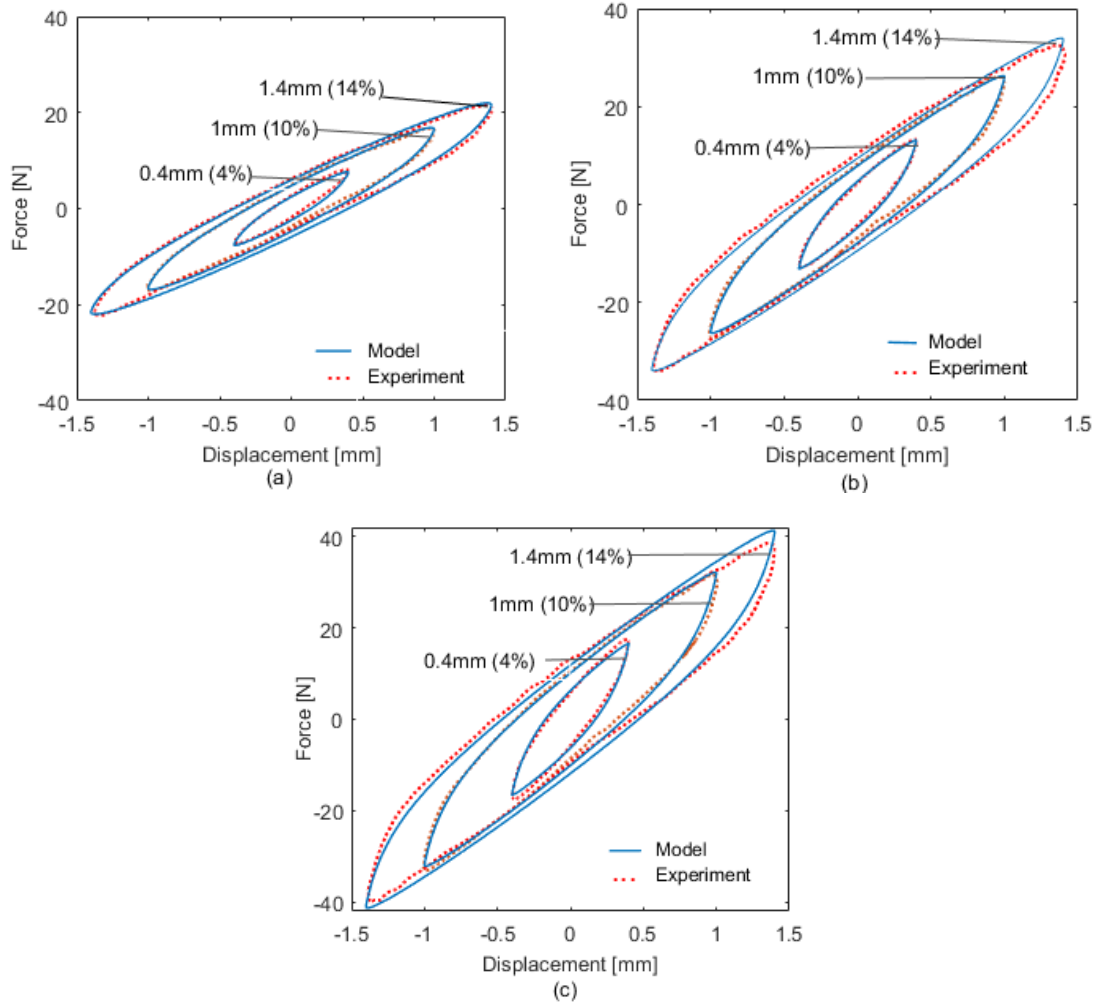 40
20
0
-20
-40
Force [N]
1.4mm (14%)
1mm (10%)
0.4mm (4%)
Model
Experiment
-1.5 -1 -0.5 0 0.5 1 1.5
Displacement [mm]
(a)
40
20
0
-20
-40
Force [N]
1.4mm (14%)
1mm (10%)
0.4mm (4%)
Model
Experiment
-1.5 -1 -0.5 0 0.5 1 1.5
Displacement [mm]
(b)
40
20
0
-20
-40
Force [N]
1.4mm (14%)
1mm (10%)
0.4mm (4%)
Model
Experiment
-1.5 -1 -0.5 0 0.5 1 1.5
Displacement [mm]
(c)